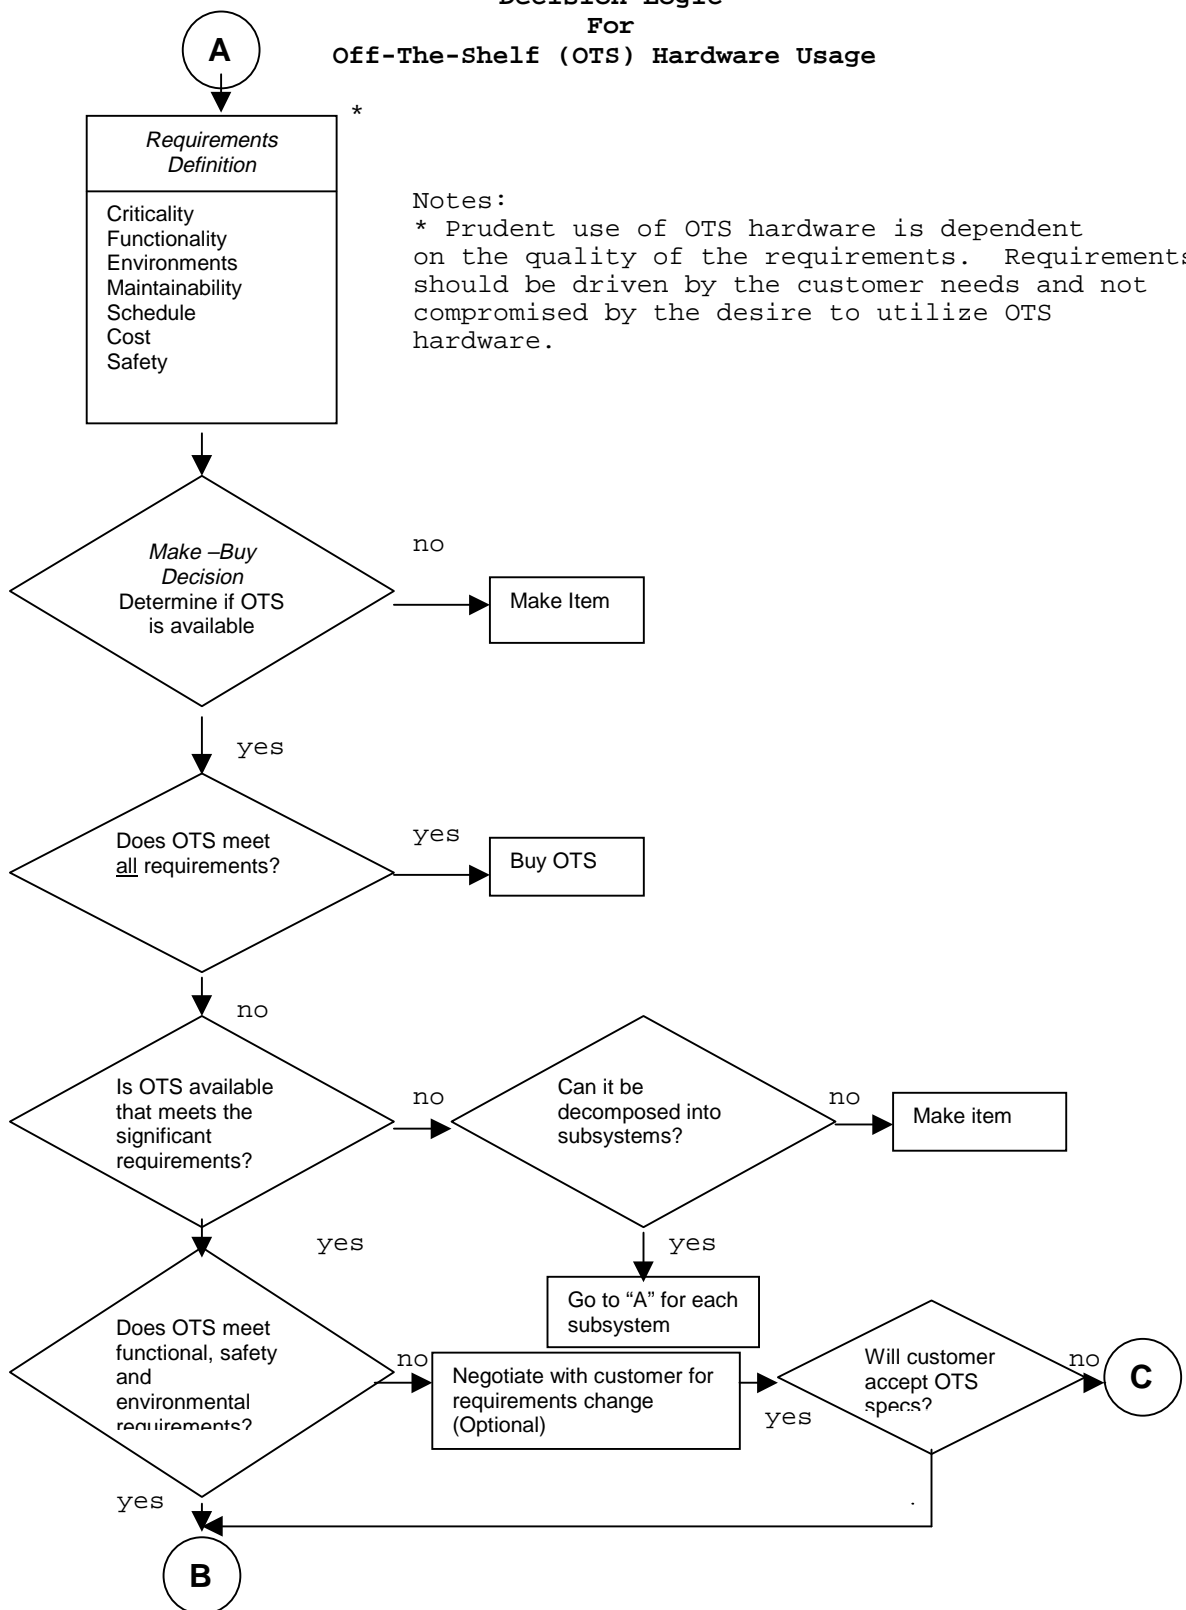 Decision Logic
For
Off-The-Shelf (OTS) Hardware Usage
A
*
Requirements
Definition
Criticality
Functionality
Environments
Maintainability
Schedule
Cost
Safety
Notes:
* Prudent use of OTS hardware is dependent
on the quality of the requirements. Requirements
should be driven by the customer needs and not
compromised by the desire to utilize OTS
hardware.
Make –Buy
Decision
Determine if OTS
is available
no
Make Item
yes
Does OTS meet
all requirements?
yes
Buy OTS
no
Is OTS available
that meets the
significant
requirements?
no
Can it be
decomposed into
subsystems?
no
Make item
yes
yes
Go to “A” for each
subsystem
Does OTS meet
functional, safety
and
environmental
requirements?
no
Negotiate with customer for
requirements change
(Optional)
yes
Will customer
accept OTS
specs?
no
C
yes
.
B